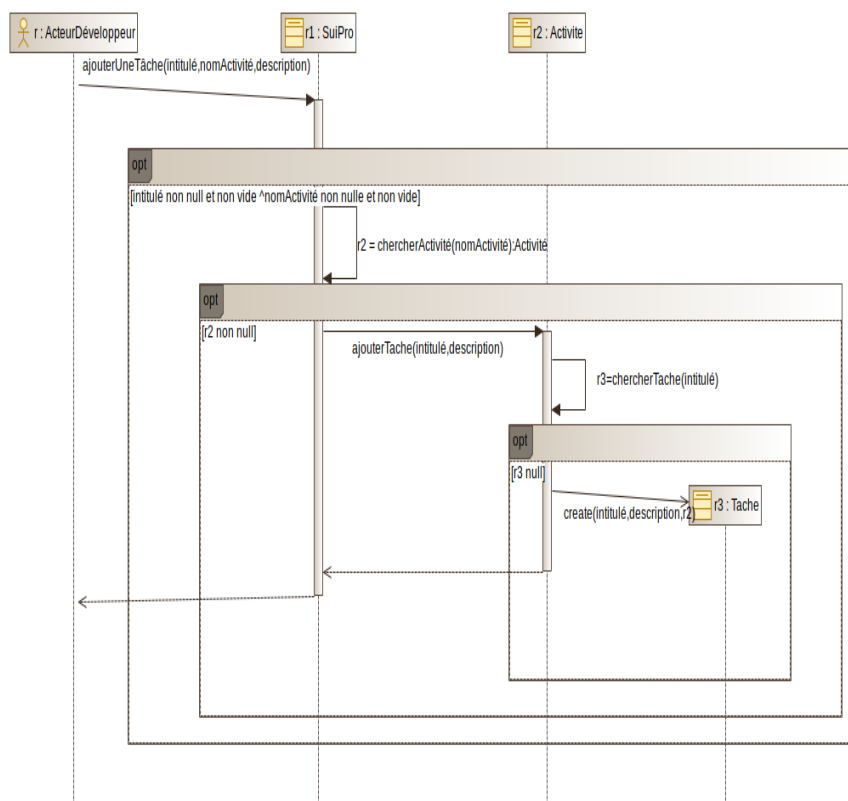 r : ActeurDéveloppeur
r1 : SuiPro
r2 : Activite
ajouterUneTâche(intitulé,nomActivité,description)
opt
[intitulé non null et non vide ^nomActivité non nulle et non vide]
r2 = chercherActivité(nomActivité):Activité
opt
[r2 non null]
ajouterTache(intitulé,description)
r3=chercherTache(intitulé)
opt
[r3 null]
r3 : Tache
create(intitulé,description,r2)